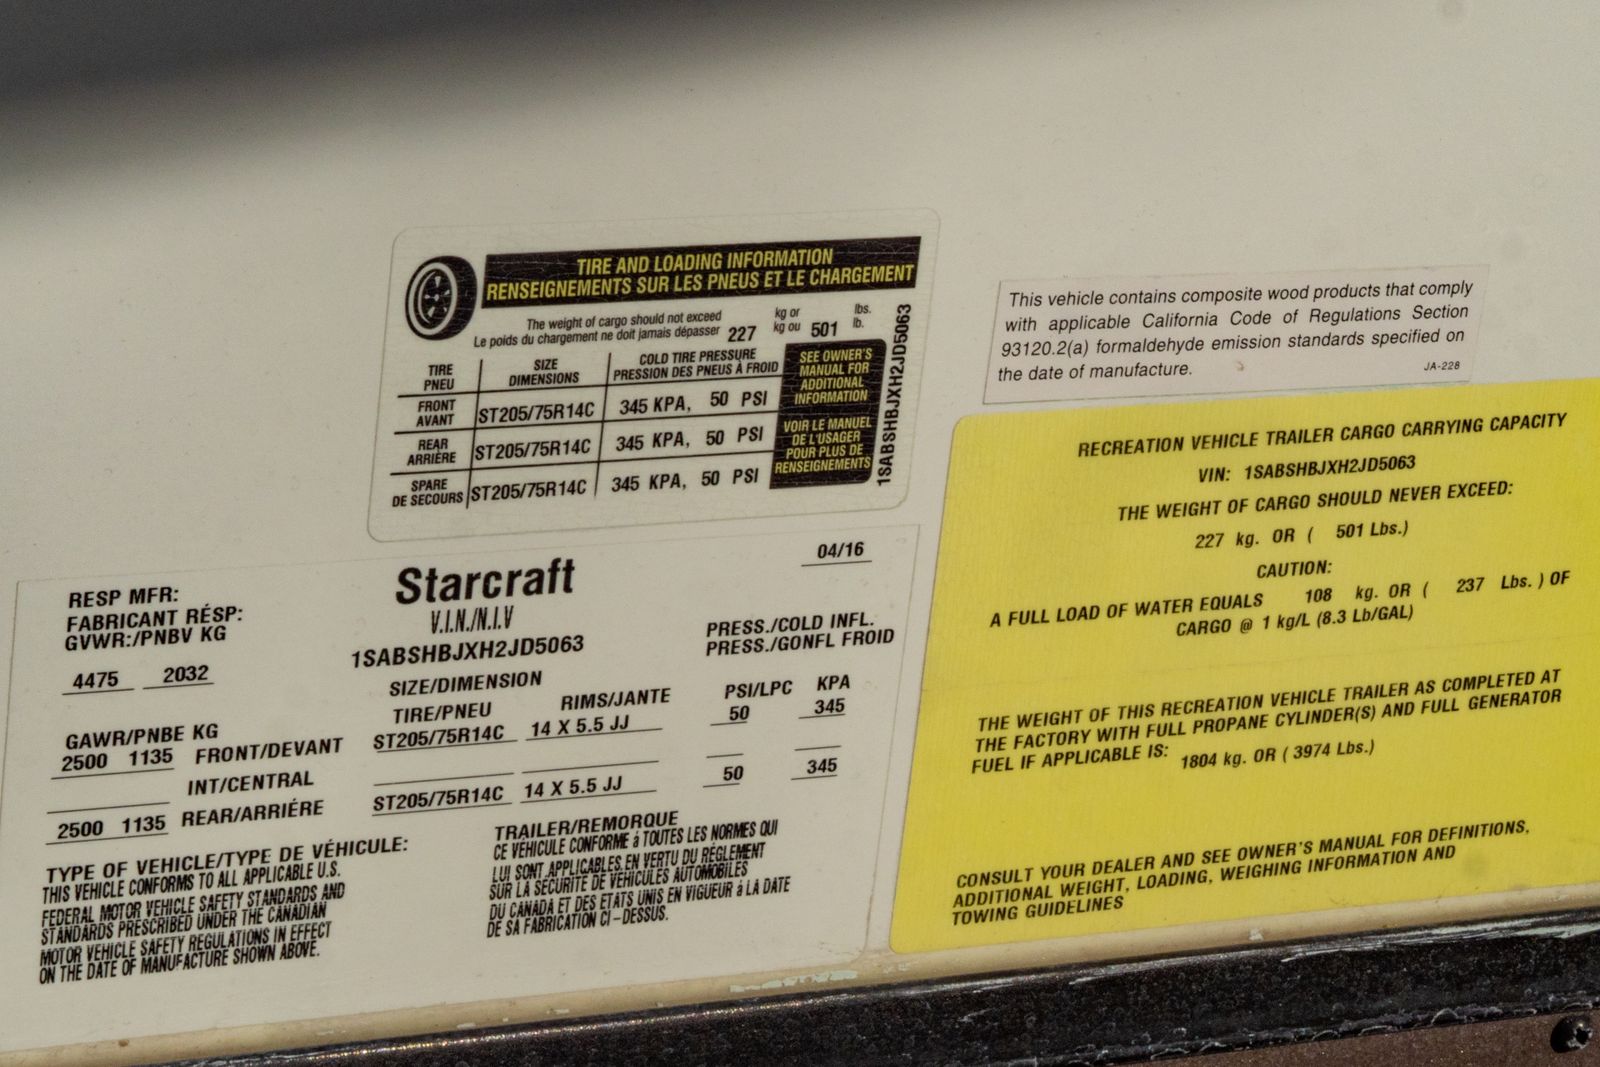 TIRE AND LOADING INFORMATION
RENSEIGNEMENTS SUR LES PNEUS ET LE CHARGEMENT
The weight of cargo should not exceed
Le poids du chargement ne doit jamais dépasser 227 kg or kg ou 501 lbs. lb.
TIRE PNEU SIZE DIMENSIONS COLD TIRE PRESSURE PRESSION DES PNEUS À FROID
FRONT AVANT ST205/75R14C 345 KPA, 50 PSI
REAR ARRIÈRE ST205/75R14C 345 KPA, 50 PSI
SPARE DE SECOURS ST205/75R14C 345 KPA, 50 PSI
SEE OWNER'S
MANUAL FOR
ADDITIONAL
INFORMATION
VOIR LE MANUEL
DE L'USAGER
POUR PLUS DE
RENSEIGNEMENTS
1SABSHBJXH2JD5063
This vehicle contains composite wood products that comply
with applicable California Code of Regulations Section
93120.2(a) formaldehyde emission standards specified on
the date of manufacture.
JA-228
RESP MFR:
FABRICANT RÉSP:
GVWR:/PNBV KG
Starcraft
04/16
V.I.N./N.I.V
1SABSHBJXH2JD5063
PRESS./COLD INFL.
PRESS./GONFL FROID
4475 2032
SIZE/DIMENSION
TIRE/PNEU RIMS/JANTE PSI/LPC KPA
GAWR/PNBE KG
2500 1135 FRONT/DEVANT ST205/75R14C 14 X 5.5 JJ 50 345
INT/CENTRAL
2500 1135 REAR/ARRIÉRE ST205/75R14C 14 X 5.5 JJ 50 345
TYPE OF VEHICLE/TYPE DE VÉHICULE: TRAILER/REMORQUE
THIS VEHICLE CONFORMS TO ALL APPLICABLE U.S.
FEDERAL MOTOR VEHICLE SAFETY STANDARDS AND
STANDARDS PRESCRIBED UNDER THE CANADIAN
MOTOR VEHICLE SAFETY REGULATIONS IN EFFECT
ON THE DATE OF MANUFACTURE SHOWN ABOVE.
CE VÉHICULE CONFORME á TOUTES LES NORMES QUI
LUI SONT APPLICABLES EN VERTU DU RÉGLEMENT
SUR LA SÉCURITÉ DE VÉHICULES AUTOMOBILES
DU CANADA ET DES ETATS UNIS EN VIGUEUR á LA DATE
DE SA FABRICATION CI-DESSUS.
RECREATION VEHICLE TRAILER CARGO CARRYING CAPACITY
VIN: 1SABSHBJXH2JD5063
THE WEIGHT OF CARGO SHOULD NEVER EXCEED:
227 kg. OR ( 501 Lbs.)
CAUTION:
A FULL LOAD OF WATER EQUALS 108 kg. OR ( 237 Lbs. ) OF
CARGO @ 1 kg/L (8.3 Lb/GAL)
THE WEIGHT OF THIS RECREATION VEHICLE TRAILER AS COMPLETED AT
THE FACTORY WITH FULL PROPANE CYLINDER(S) AND FULL GENERATOR
FUEL IF APPLICABLE IS: 1804 kg. OR ( 3974 Lbs.)
CONSULT YOUR DEALER AND SEE OWNER'S MANUAL FOR DEFINITIONS,
ADDITIONAL WEIGHT, LOADING, WEIGHING INFORMATION AND
TOWING GUIDELINES